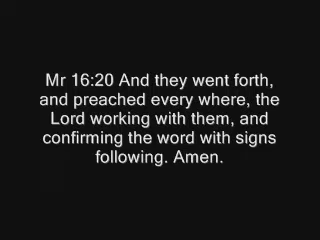 Mr 16:20 And they went forth,
and preached every where, the
Lord working with them, and
confirming the word with signs
following. Amen.